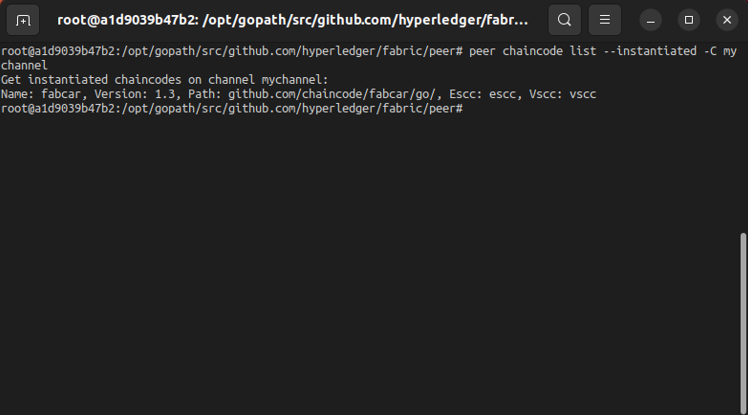 root@a1d9039b47b2: /opt/gopath/src/github.com/hyperledger/fabr...
root@a1d9039b47b2:/opt/gopath/src/github.com/hyperledger/fabric/peer# peer chaincode list --instantiated -C my
channel
Get instantiated chaincodes on channel mychannel:
Name: fabcar, Version: 1.3, Path: github.com/chaincode/fabcar/go/, Escc: escc, Vscc: vscc
root@a1d9039b47b2:/opt/gopath/src/github.com/hyperledger/fabric/peer#